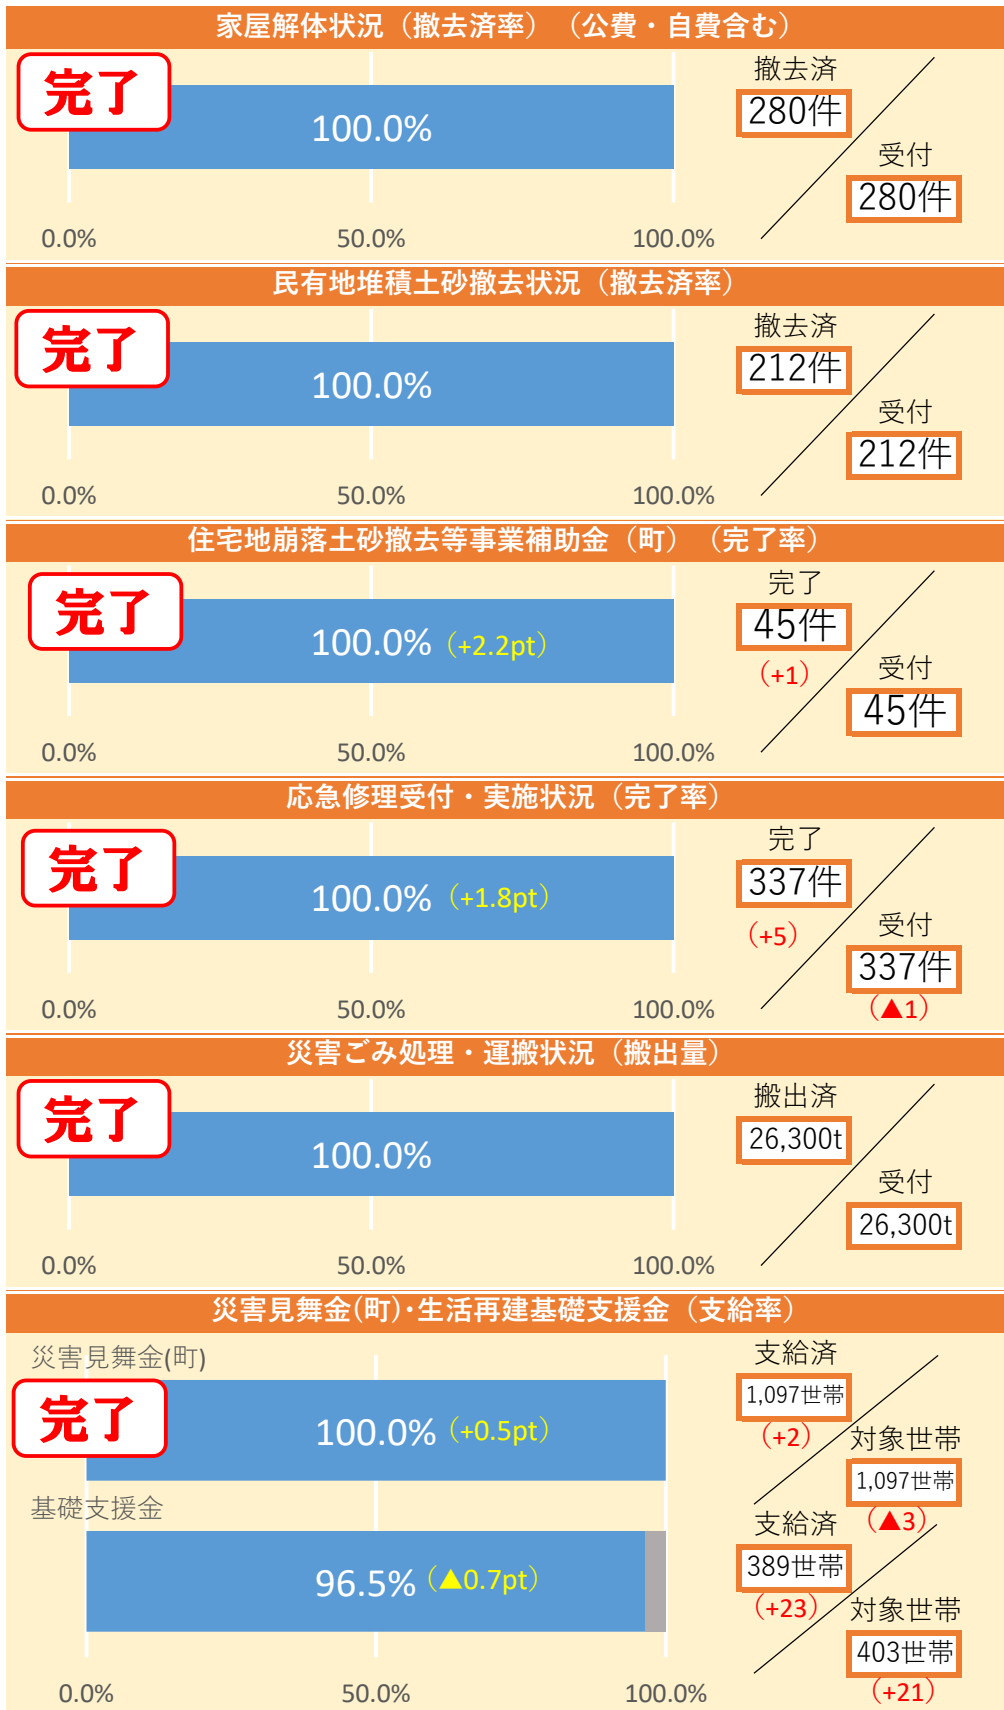 家屋解体状況（撤去済率）（公費・自費含む）
完了
100.0%
0.0% 50.0% 100.0%
撤去済
280件
受付
280件
民有地堆積土砂撤去状況（撤去済率）
完了
100.0%
0.0% 50.0% 100.0%
撤去済
212件
受付
212件
住宅地崩落土砂撤去等事業補助金（町）（完了率）
完了
100.0%（+2.2pt）
0.0% 50.0% 100.0%
完了
45件
（+1）
受付
45件
応急修理受付・実施状況（完了率）
完了
100.0%（+1.8pt）
0.0% 50.0% 100.0%
完了
337件
（+5）
受付
337件
（▲1）
災害ごみ処理・運搬状況（搬出量）
完了
100.0%
0.0% 50.0% 100.0%
搬出済
26,300t
受付
26,300t
災害見舞金(町)･生活再建基礎支援金（支給率）
災害見舞金(町)
完了
100.0%（+0.5pt）
支給済
1,097世帯
（+2）
対象世帯
1,097世帯
（▲3）
基礎支援金
96.5%（▲0.7pt）
0.0% 50.0% 100.0%
支給済
389世帯
（+23）
対象世帯
403世帯
（+21）